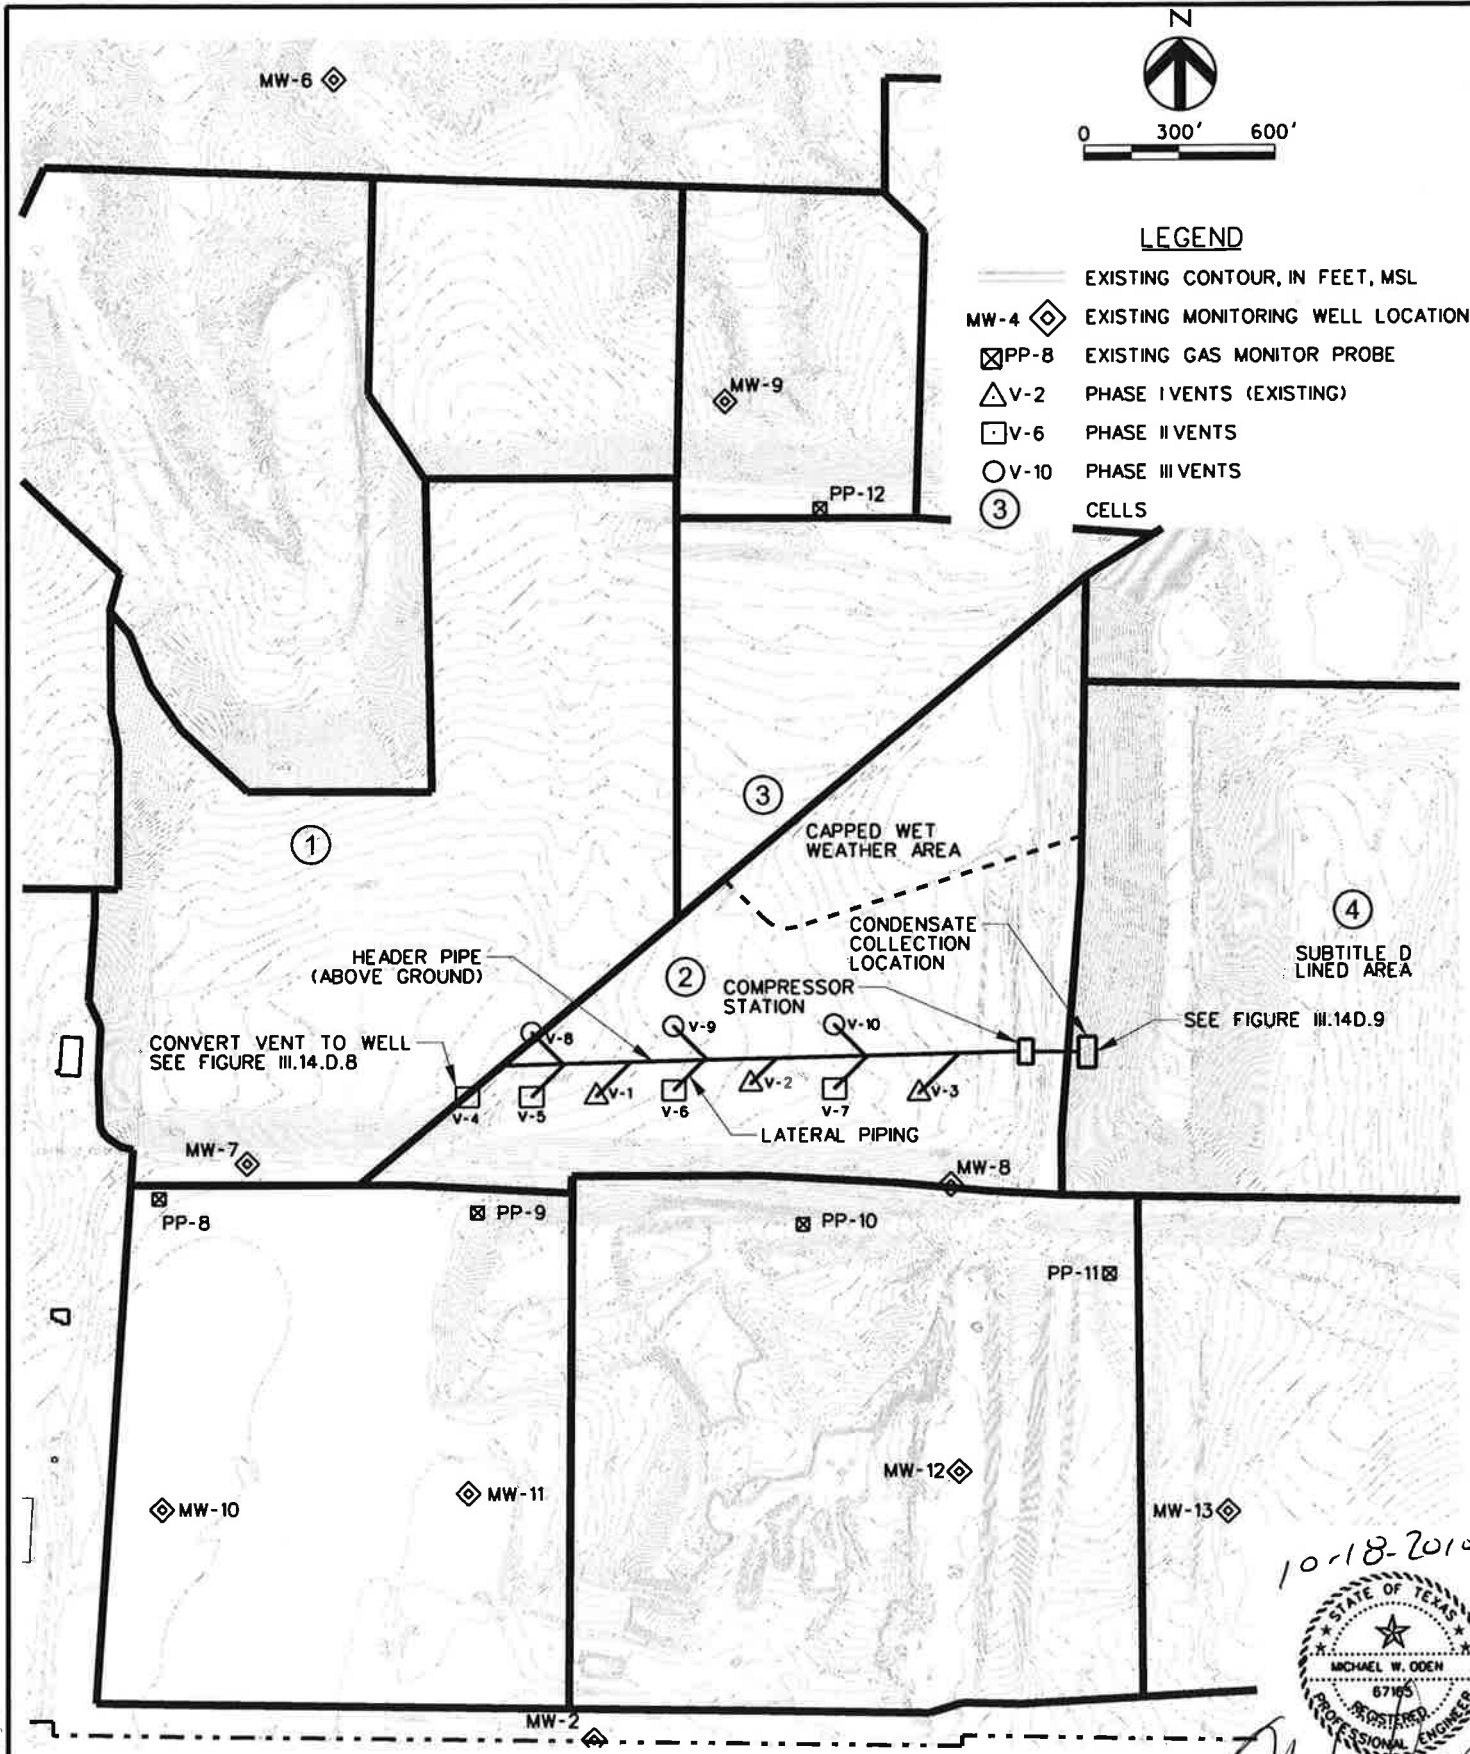 N
0 300' 600'
LEGEND
EXISTING CONTOUR, IN FEET, MSL
MW-4 EXISTING MONITORING WELL LOCATION
PP-8 EXISTING GAS MONITOR PROBE
V-2 PHASE I VENTS (EXISTING)
V-6 PHASE II VENTS
V-10 PHASE III VENTS
3 CELLS
MW-6
MW-9
PP-12
3
1
CAPPED WET
WEATHER AREA
4
SUBTITLE D
LINED AREA
CONDENSATE
COLLECTION
LOCATION
HEADER PIPE
(ABOVE GROUND)
2
COMPRESSOR
STATION
SEE FIGURE III.14D.9
CONVERT VENT TO WELL
SEE FIGURE III.14.D.8
V-8
V-9
V-10
V-4
V-5
V-1
V-6
V-2
V-7
V-3
LATERAL PIPING
MW-7
MW-8
PP-8
PP-9
PP-10
PP-11
MW-10
MW-11
MW-12
MW-13
MW-2
10-18-2010
STATE OF TEXAS
MICHAEL W. ODEN
67165
REGISTERED
PROFESSIONAL ENGINEER